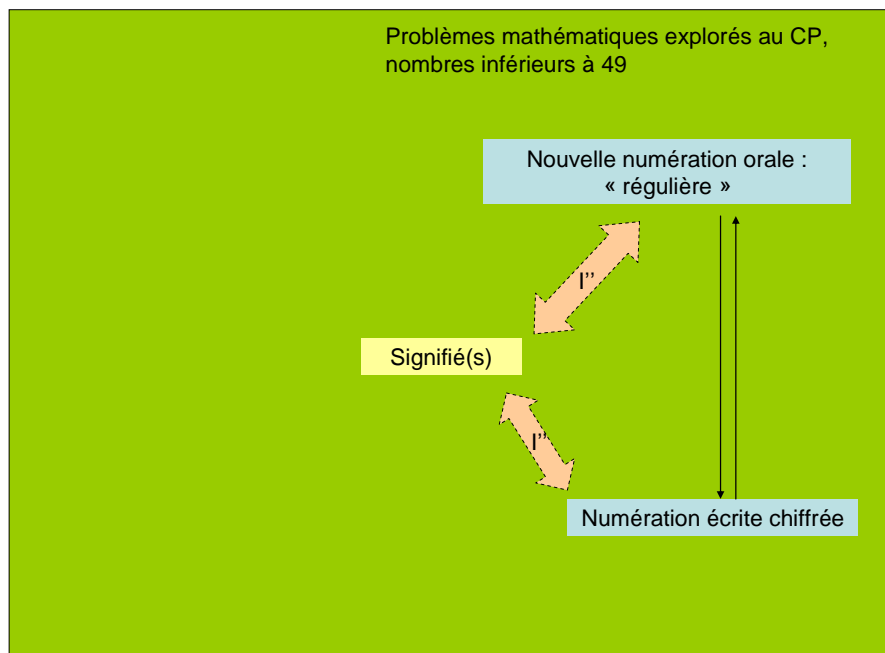 Problèmes mathématiques explorés au CP,
nombres inférieurs à 49
Nouvelle numération orale :
« régulière »
I’’
Signifié(s)
I’’
Numération écrite chiffrée